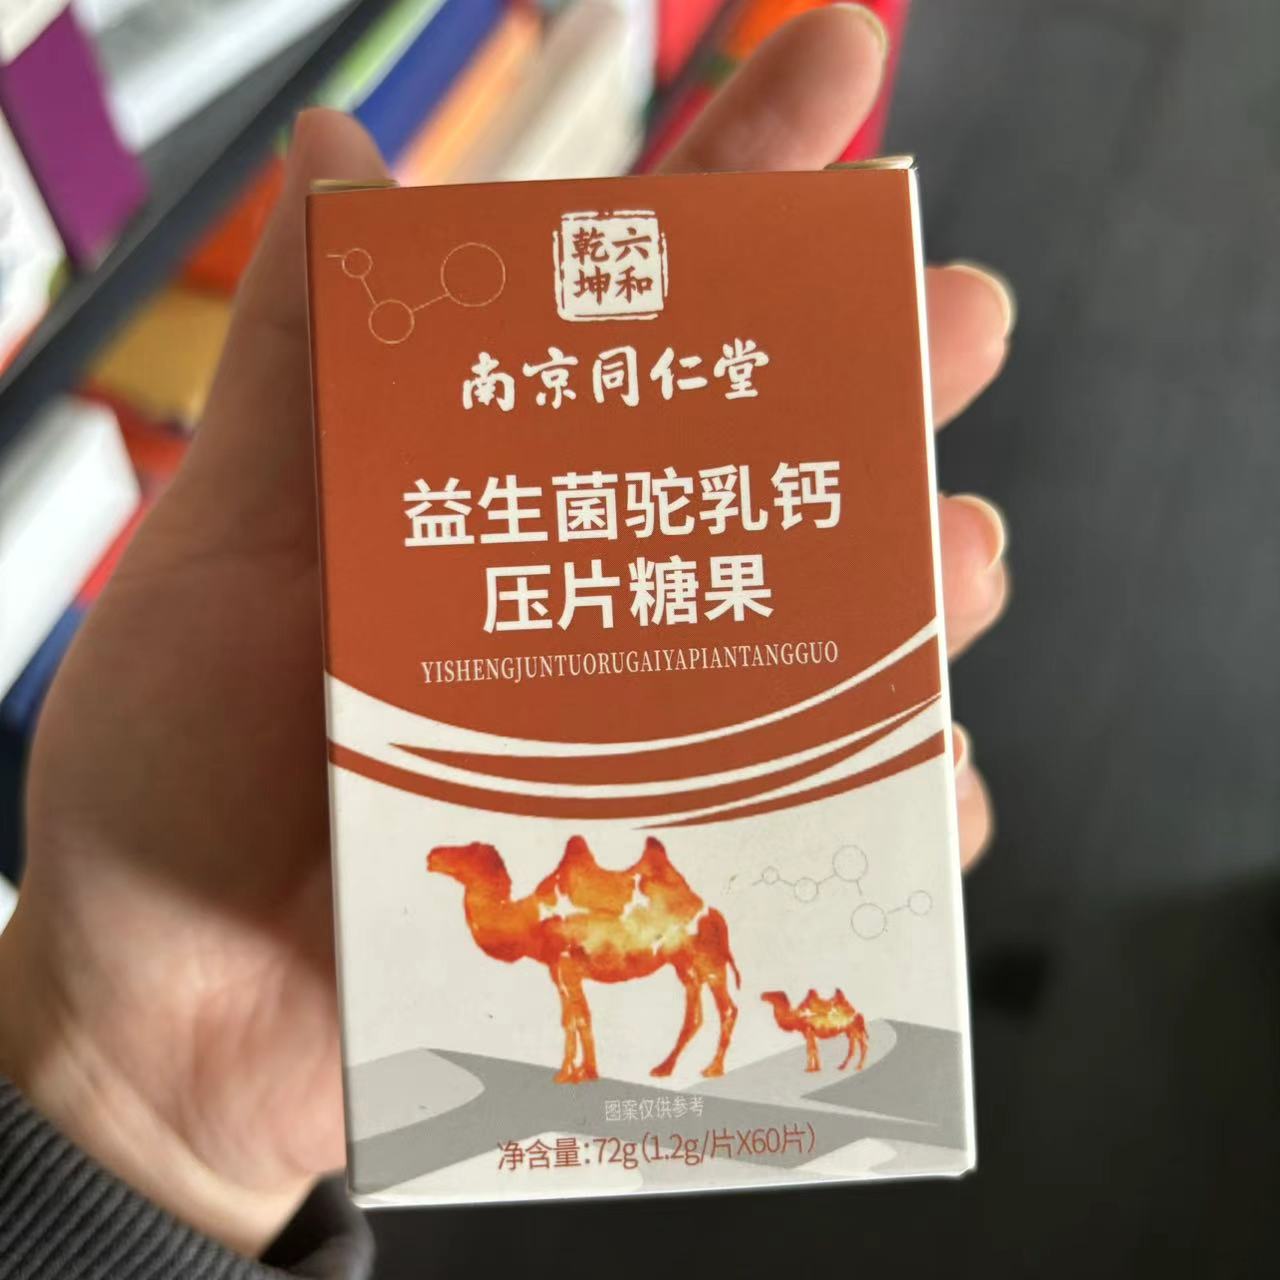 六和
乾坤
南京同仁堂
益生菌驼乳钙
压片糖果
YISHENGJUNTUORUGAIYAPIANTANGGUO
图案仅供参考
净含量:72g(1.2g/片X60片)